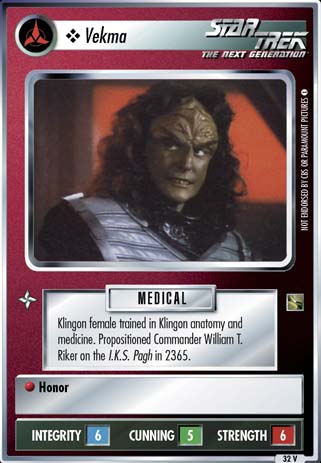 ❖ Vekma
STAR TREK
THE NEXT GENERATION®
NOT ENDORSED BY CBS OR PARAMOUNT PICTURES
MEDICAL
Klingon female trained in Klingon anatomy and
medicine. Propositioned Commander William T.
Riker on the I.K.S. Pagh in 2365.
Honor
INTEGRITY 6 CUNNING 5 STRENGTH 6
32 V